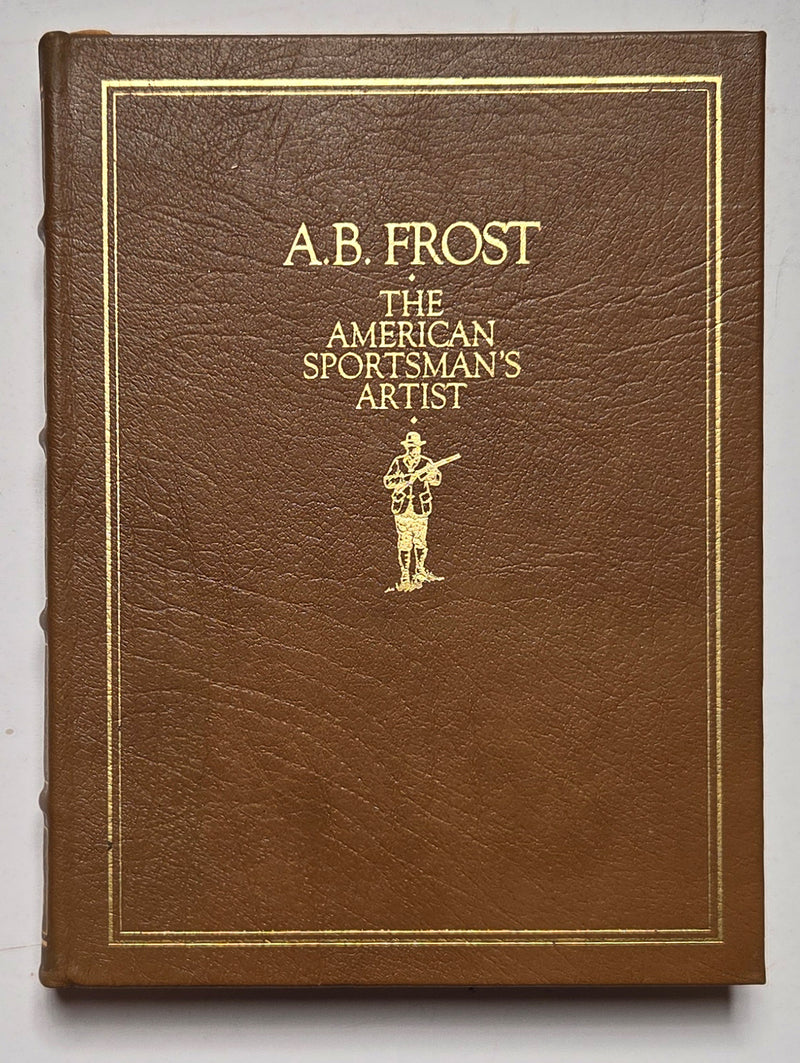 A.B. FROST
THE
AMERICAN
SPORTSMAN'S
ARTIST